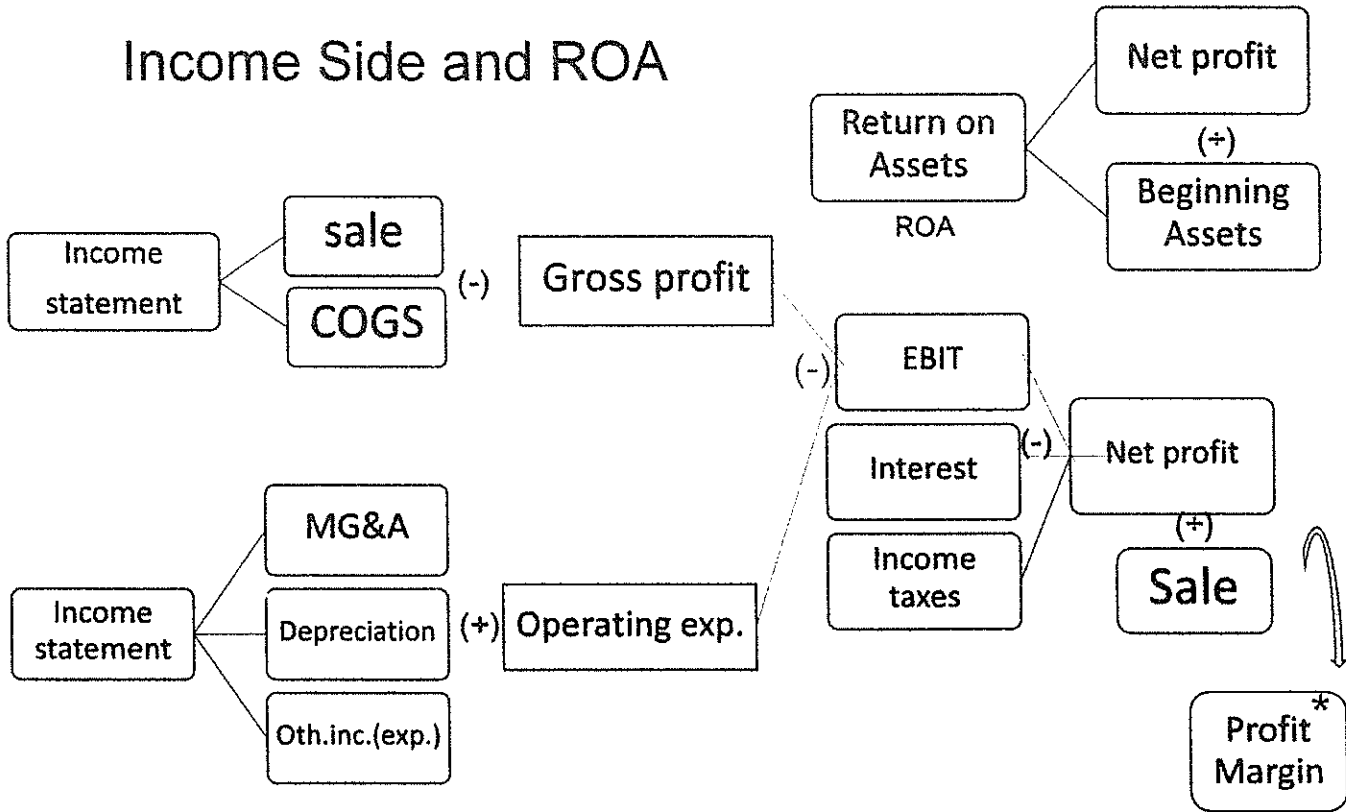 Income Side and ROA
Return on
Assets
ROA
Net profit
(÷)
Beginning
Assets
Income
statement
sale
(-)
COGS
Gross profit
(-)
EBIT
Interest
Income
taxes
(-)
Net profit
(÷)
Sale
Income
statement
MG&A
Depreciation
Oth.inc.(exp.)
(+)
Operating exp.
Profit *
Margin